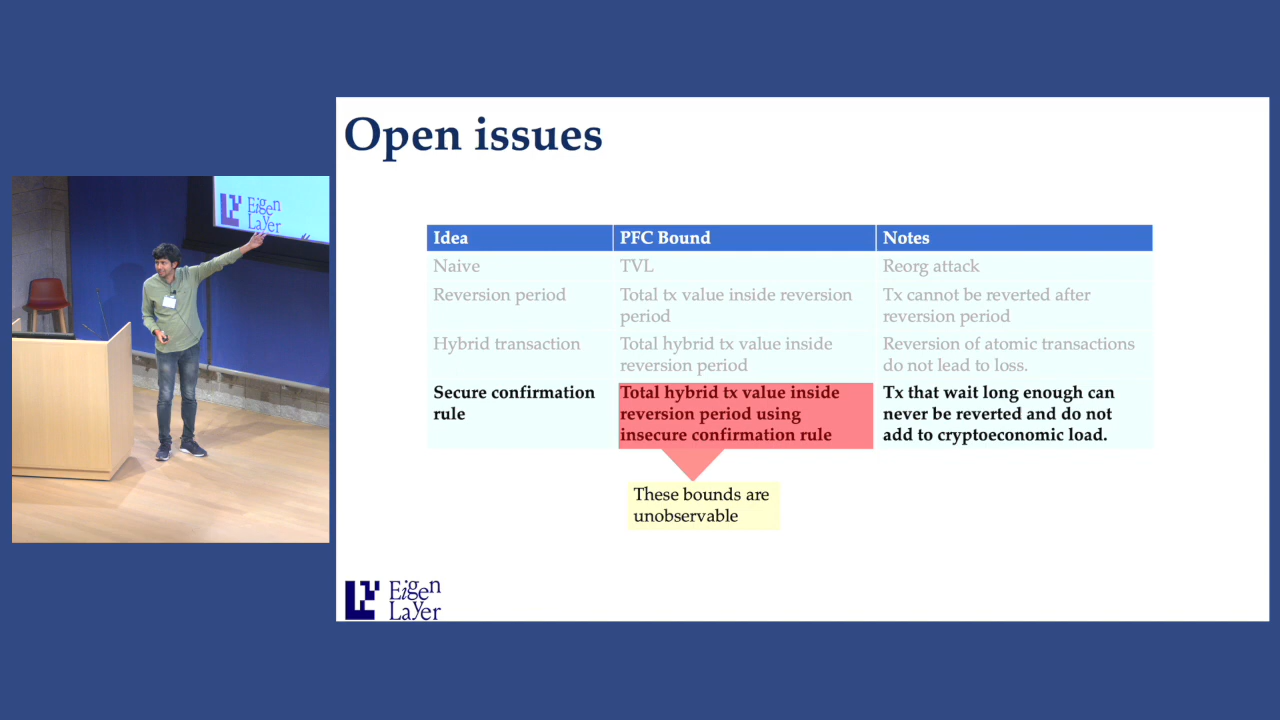 Open issues
Idea
PFC Bound
Notes
Naive
TVL
Reorg attack
Reversion period
Total tx value inside reversion
period
Tx cannot be reverted after
reversion period
Hybrid transaction
Total hybrid tx value inside
reversion period
Reversion of atomic transactions
do not lead to loss.
Secure confirmation
rule
Total hybrid tx value inside
reversion period using
insecure confirmation rule
Tx that wait long enough can
never be reverted and do not
add to cryptoeconomic load.
These bounds are
unobservable
Eigen
Layer
Eigen
Layer